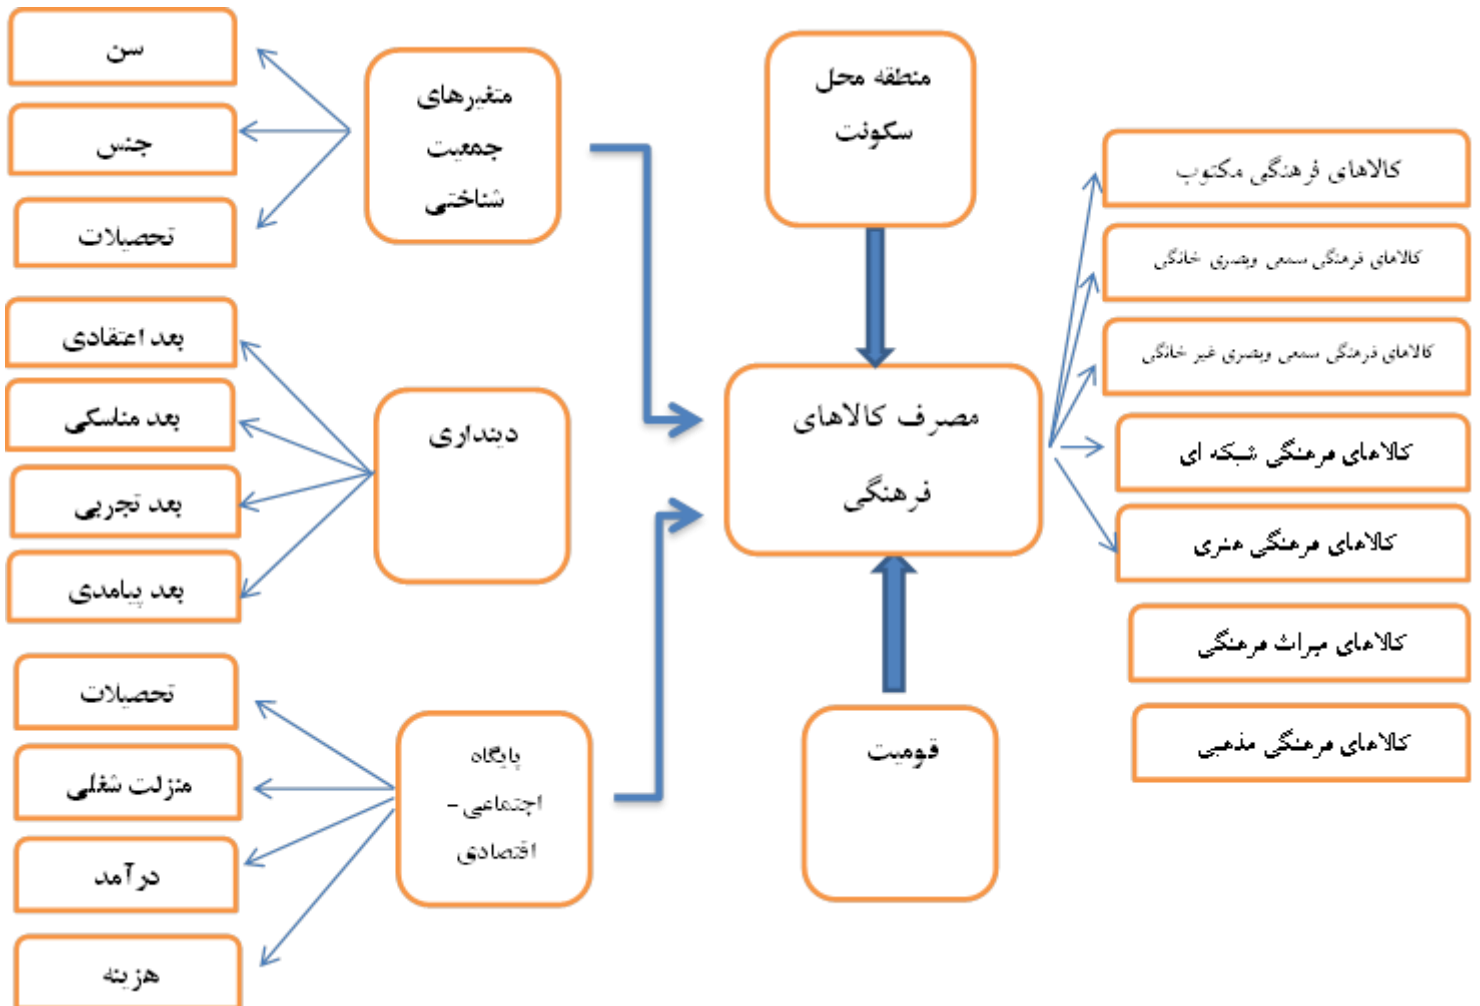 سن
جنس
تحصیلات
متغیرهای
جمعیت
شناختی
بعد اعتقادی
بعد مناسکی
بعد تجربی
بعد پیامدی
دینداری
تحصیلات
منزلت شغلی
درآمد
هزینه
پایگاه
اجتماعی -
اقتصادی
منطقه محل
سکونت
مصرف کالاهای
فرهنگی
قومیت
کالاهای فرهنگی مکتوب
کالاهای فرهنگی سمعی وبصری خانگی
کالاهای فرهنگی سمعی وبصری غیر خانگی
کالاهای فرهنگی شبکه ای
کالاهای فرهنگی هنری
کالاهای میراث فرهنگی
کالاهای فرهنگی مذهبی